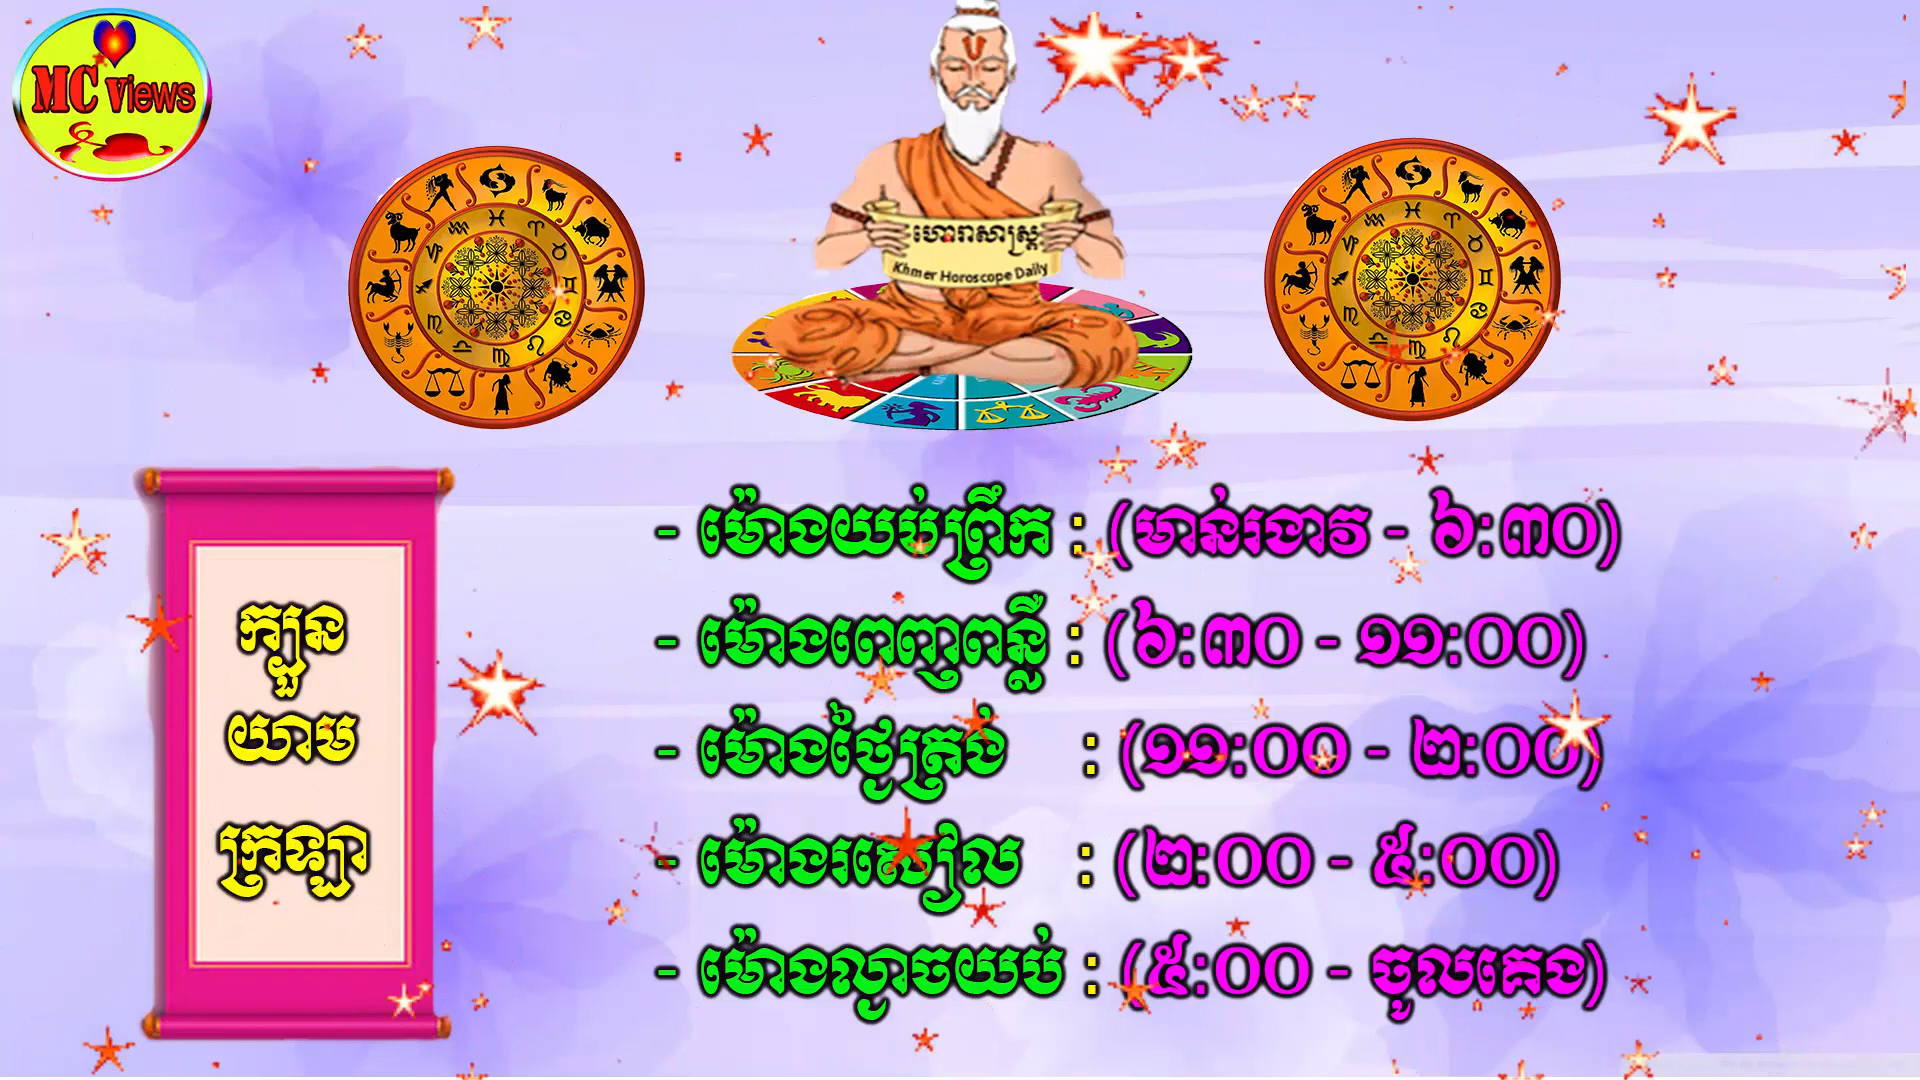 MC Views
ហោរាសាស្ត្រ
Khmer Horoscope Daily
ក្បួន
យាម
ក្រឡា
- ម៉ោងយប់ព្រឹក : (មាន់រងាវ - ៦:៣០)
- ម៉ោងពេញពន្លឺ : (៦:៣០ - ១១:០០)
- ម៉ោងថ្ងៃត្រង់ : (១១:០០ - ២:០០)
- ម៉ោងរសៀល : (២:០០ - ៥:០០)
- ម៉ោងល្ងាចយប់ : (៥:០០ - ចូលគេង)